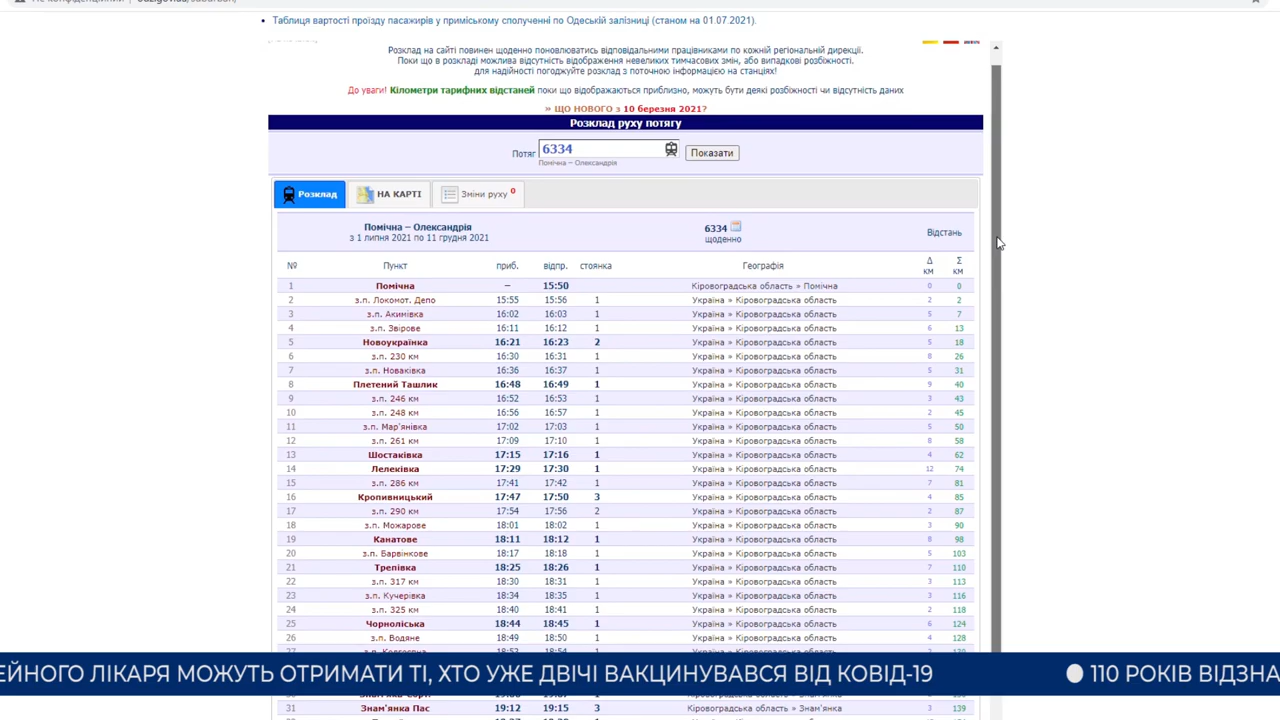 Таблиця вартості проїзду пасажирів у приміському сполученні по Одеській залізниці (станом на 01.07.2021).
Розклад на сайті повинен щоденно поновлюватись відповідальними працівниками по кожній регіональній дирекції.
Поки що в розкладі можлива відсутність відображення невеликих тимчасових змін, або випадкові розбіжності.
для надійності погоджуйте розклад з поточною інформацією на станціях!
До уваги! Кілометри тарифних відстаней поки що відображаються приблизно, можуть бути деякі розбіжності чи відсутність даних
» ЩО НОВОГО з 10 березня 2021?
Розклад руху потягу
Потяг 6334 Показати
Помічна – Олександрія
Розклад НА КАРТІ Зміни руху 0
Помічна – Олександрія 6334 Відстань
з 1 липня 2021 по 11 грудня 2021 щоденно
№ Пункт приб. відпр. стоянка Географія Δ км Σ км
1 Помічна – 15:50 Кіровоградська область » Помічна 0 0
2 з.п. Локомот. Депо 15:55 15:56 1 Україна » Кіровоградська область 2 2
3 з.п. Акимівка 16:02 16:03 1 Україна » Кіровоградська область 5 7
4 з.п. Звірове 16:11 16:12 1 Україна » Кіровоградська область 6 13
5 Новоукраїнка 16:21 16:23 2 Україна » Кіровоградська область 5 18
6 з.п. 230 км 16:30 16:31 1 Україна » Кіровоградська область 8 26
7 з.п. Новаківка 16:36 16:37 1 Україна » Кіровоградська область 5 31
8 Плетений Ташлик 16:48 16:49 1 Україна » Кіровоградська область 9 40
9 з.п. 246 км 16:52 16:53 1 Україна » Кіровоградська область 3 43
10 з.п. 248 км 16:56 16:57 1 Україна » Кіровоградська область 2 45
11 з.п. Мар'янівка 17:02 17:03 1 Україна » Кіровоградська область 5 50
12 з.п. 261 км 17:09 17:10 1 Україна » Кіровоградська область 8 58
13 Шостаківка 17:15 17:16 1 Україна » Кіровоградська область 4 62
14 Лелеківка 17:29 17:30 1 Україна » Кіровоградська область 12 74
15 з.п. 286 км 17:41 17:42 1 Україна » Кіровоградська область 7 81
16 Кропивницький 17:47 17:50 3 Україна » Кіровоградська область 4 85
17 з.п. 290 км 17:54 17:56 2 Україна » Кіровоградська область 2 87
18 з.п. Можарове 18:01 18:02 1 Україна » Кіровоградська область 3 90
19 Канатове 18:11 18:12 1 Україна » Кіровоградська область 8 98
20 з.п. Барвінкове 18:17 18:18 1 Україна » Кіровоградська область 5 103
21 Трепівка 18:25 18:26 1 Україна » Кіровоградська область 7 110
22 з.п. 317 км 18:30 18:31 1 Україна » Кіровоградська область 3 113
23 з.п. Кучерівка 18:34 18:35 1 Україна » Кіровоградська область 3 116
24 з.п. 325 км 18:40 18:41 1 Україна » Кіровоградська область 2 118
25 Чорноліська 18:44 18:45 1 Україна » Кіровоградська область 6 124
26 з.п. Водяне 18:49 18:50 1 Україна » Кіровоградська область 4 128
ЕЙНОГО ЛІКАРЯ МОЖУТЬ ОТРИМАТИ ТІ, ХТО УЖЕ ДВІЧІ ВАКЦИНУВАВСЯ ВІД КОВІД-19 110 РОКІВ ВІДЗНА
31 Знам'янка Пас 19:12 19:15 3 Кіровоградська область » Знам'янка 3 139